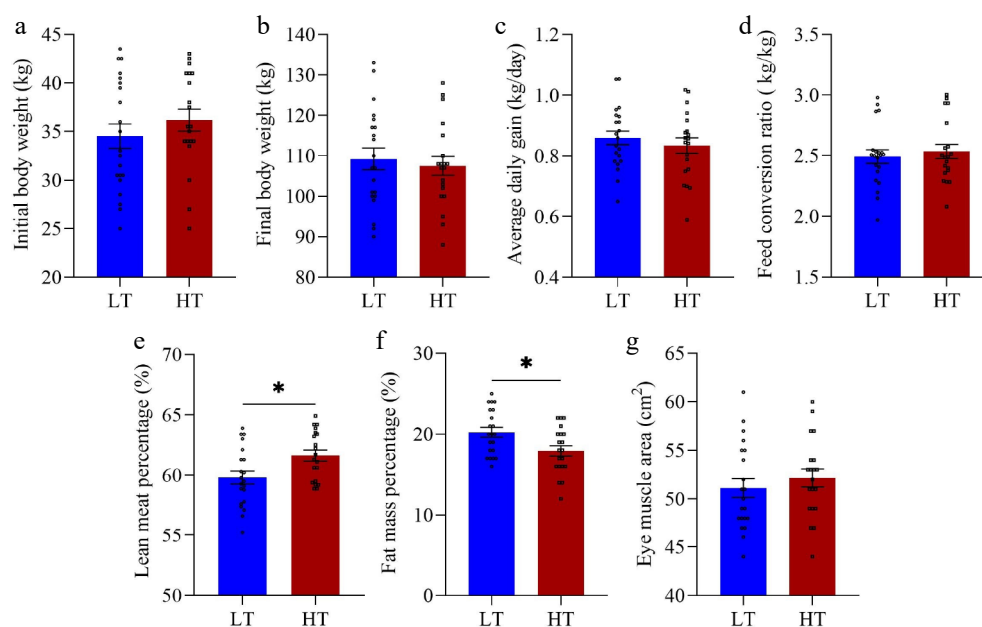 a
Initial body weight (kg)
45
40
35
30
25
20
LT HT
b
Final body weight (kg)
140
130
120
110
100
90
80
LT HT
c
Average daily gain (kg/day)
1.2
1.0
0.8
0.6
0.4
LT HT
d
Feed conversion ratio ( kg/kg)
3.5
3.0
2.5
2.0
1.5
LT HT
e
Lean meat percentage (%)
70
65
60
55
50
*
LT HT
f
Fat mass percentage (%)
30
20
10
0
*
LT HT
g
Eye muscle area (cm²)
65
60
55
50
45
40
LT HT